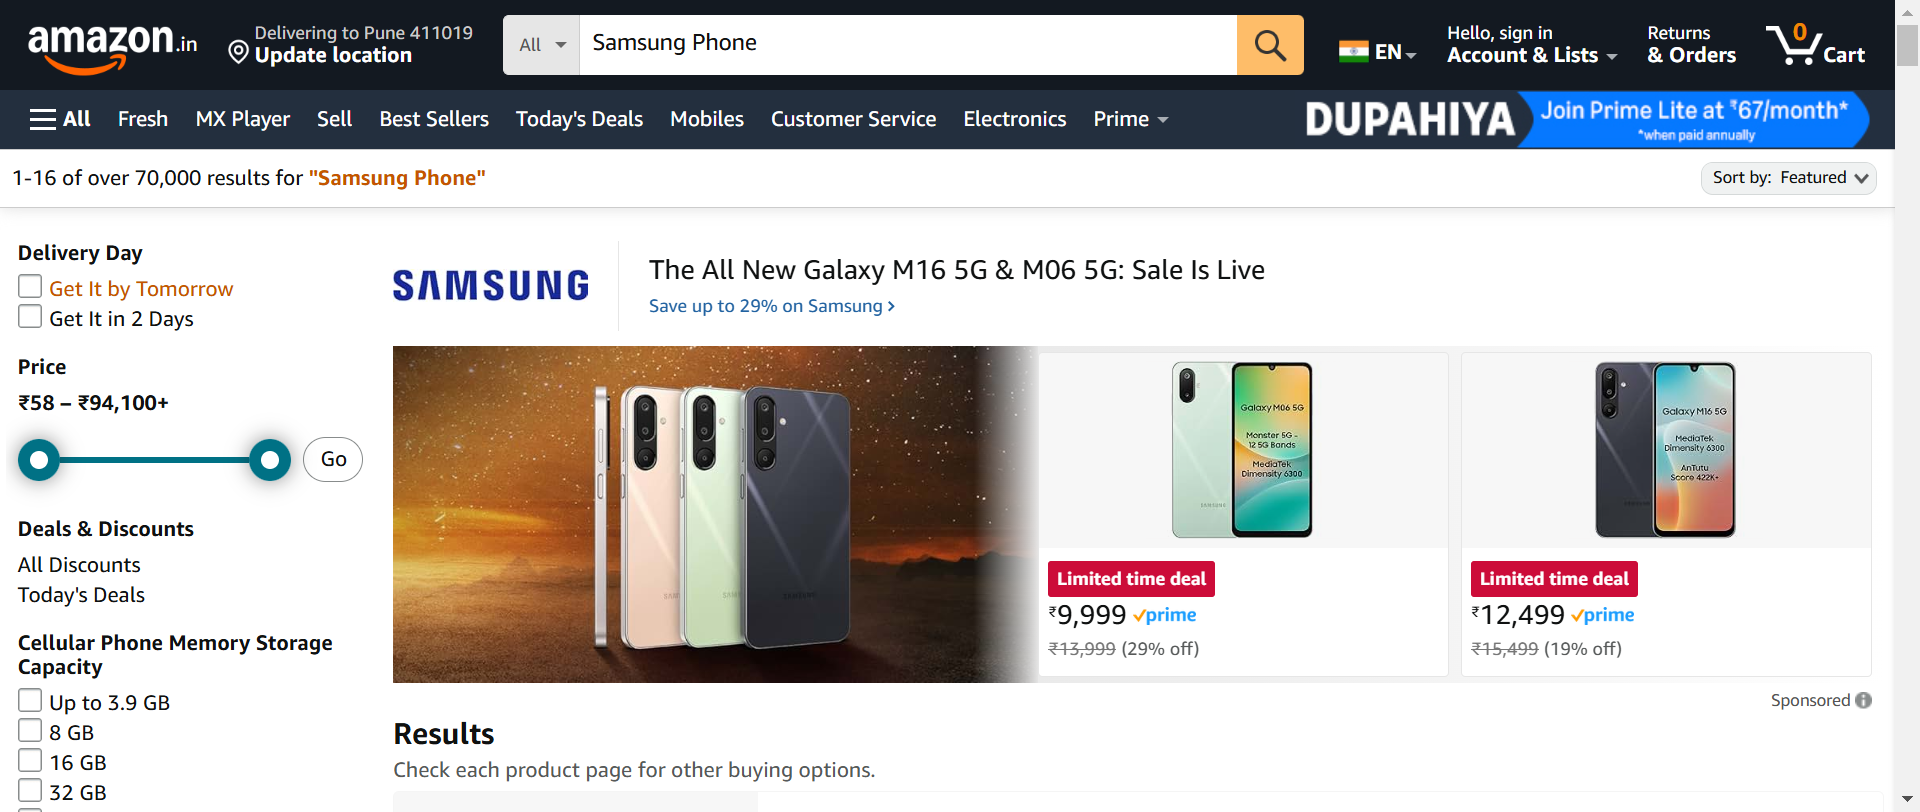 amazon.in
Delivering to Pune 411019
Update location
All
Samsung Phone
EN
Hello, sign in
Account & Lists
Returns
& Orders
0
Cart
All
Fresh
MX Player
Sell
Best Sellers
Today's Deals
Mobiles
Customer Service
Electronics
Prime
DUPAHIYA
Join Prime Lite at ₹67/month*
*when paid annually
1-16 of over 70,000 results for "Samsung Phone"
Sort by: Featured
Delivery Day
Get It by Tomorrow
Get It in 2 Days
Price
₹58 – ₹94,100+
Go
Deals & Discounts
All Discounts
Today's Deals
Cellular Phone Memory Storage
Capacity
Up to 3.9 GB
8 GB
16 GB
32 GB
SAMSUNG
The All New Galaxy M16 5G & M06 5G: Sale Is Live
Save up to 29% on Samsung ›
SAMSUNG
Galaxy M06 5G
Monster 5G -
12 5G Bands
MediaTek
Dimensity 6300
SAMSUNG
Limited time deal
₹9,999 prime
₹13,999 (29% off)
Galaxy M16 5G
MediaTek
Dimensity 6300
AnTutu
Score 422K+
Limited time deal
₹12,499 prime
₹15,499 (19% off)
Sponsored
Results
Check each product page for other buying options.